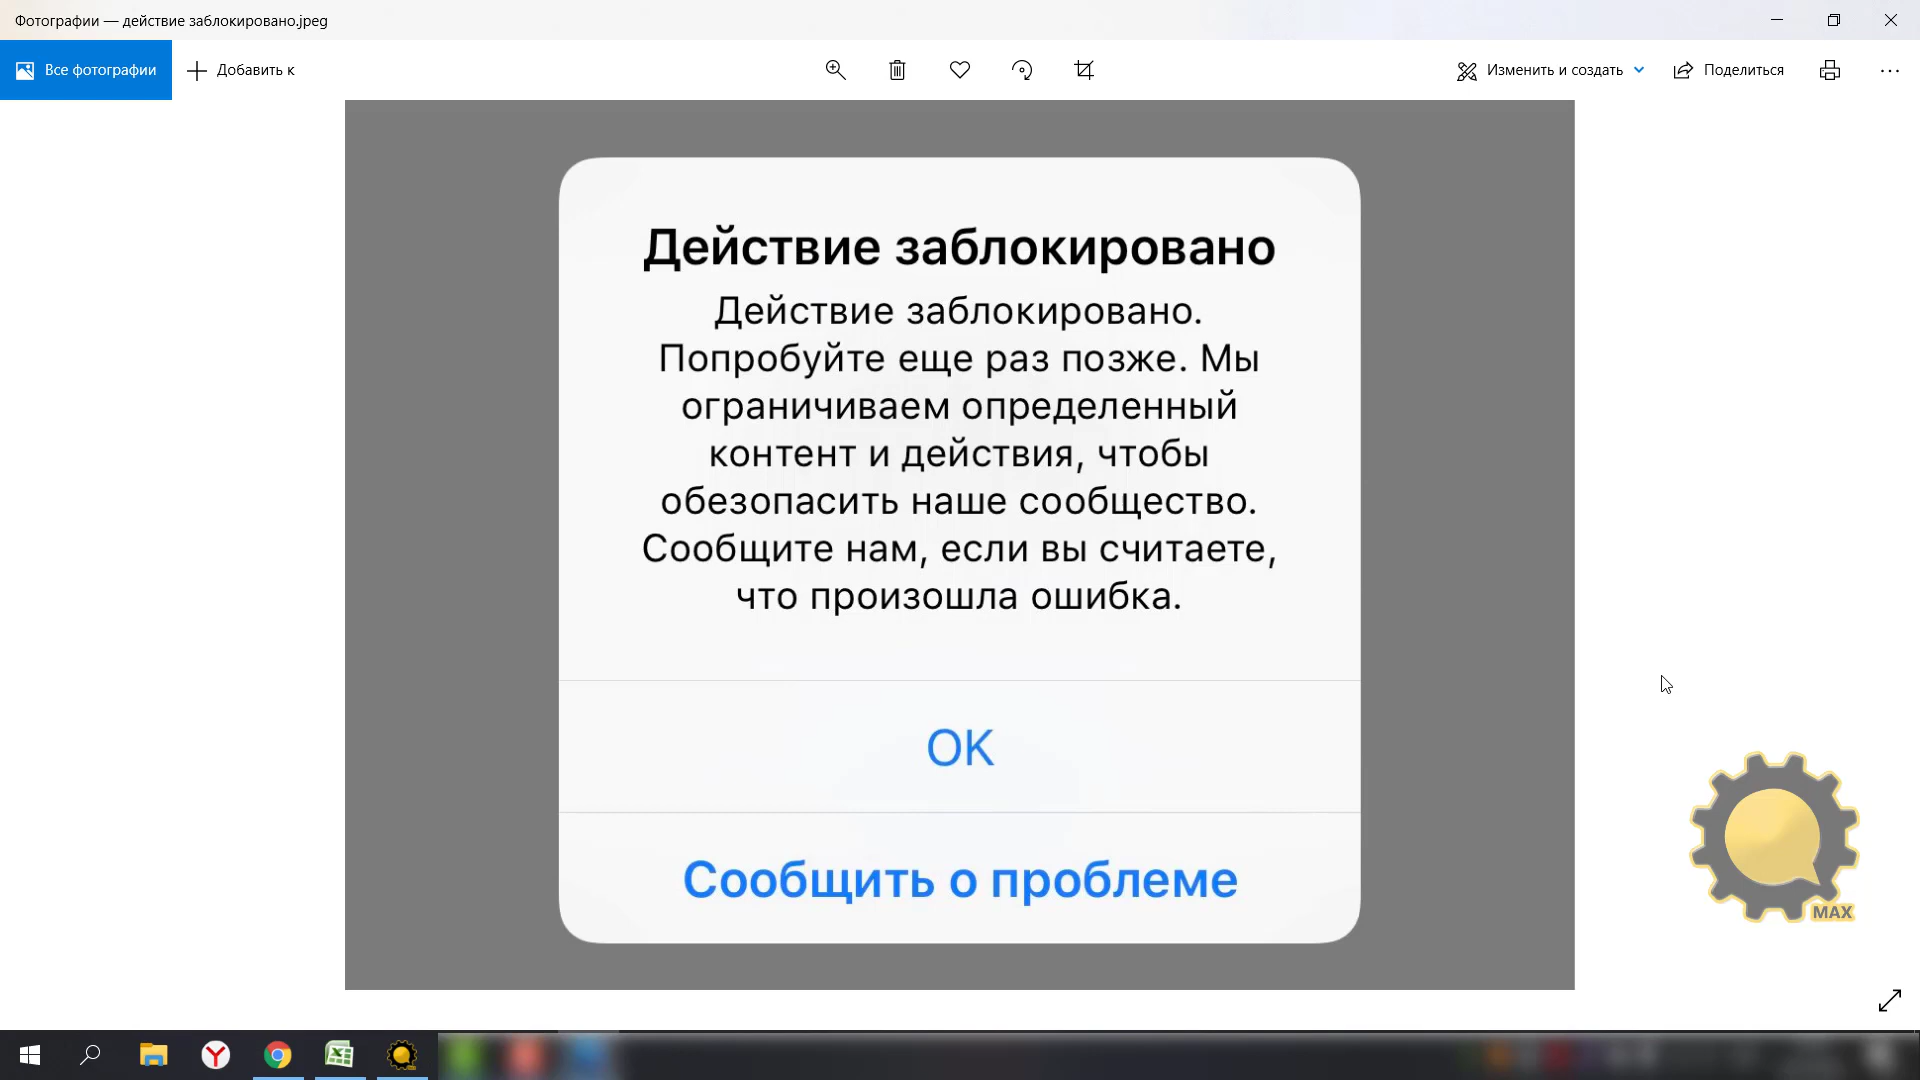 Фотографии — действие заблокировано.jpeg
Все фотографии
Добавить к
Изменить и создать
Поделиться
Действие заблокировано
Действие заблокировано.
Попробуйте еще раз позже. Мы
ограничиваем определенный
контент и действия, чтобы
обезопасить наше сообщество.
Сообщите нам, если вы считаете,
что произошла ошибка.
OK
Сообщить о проблеме
MAX